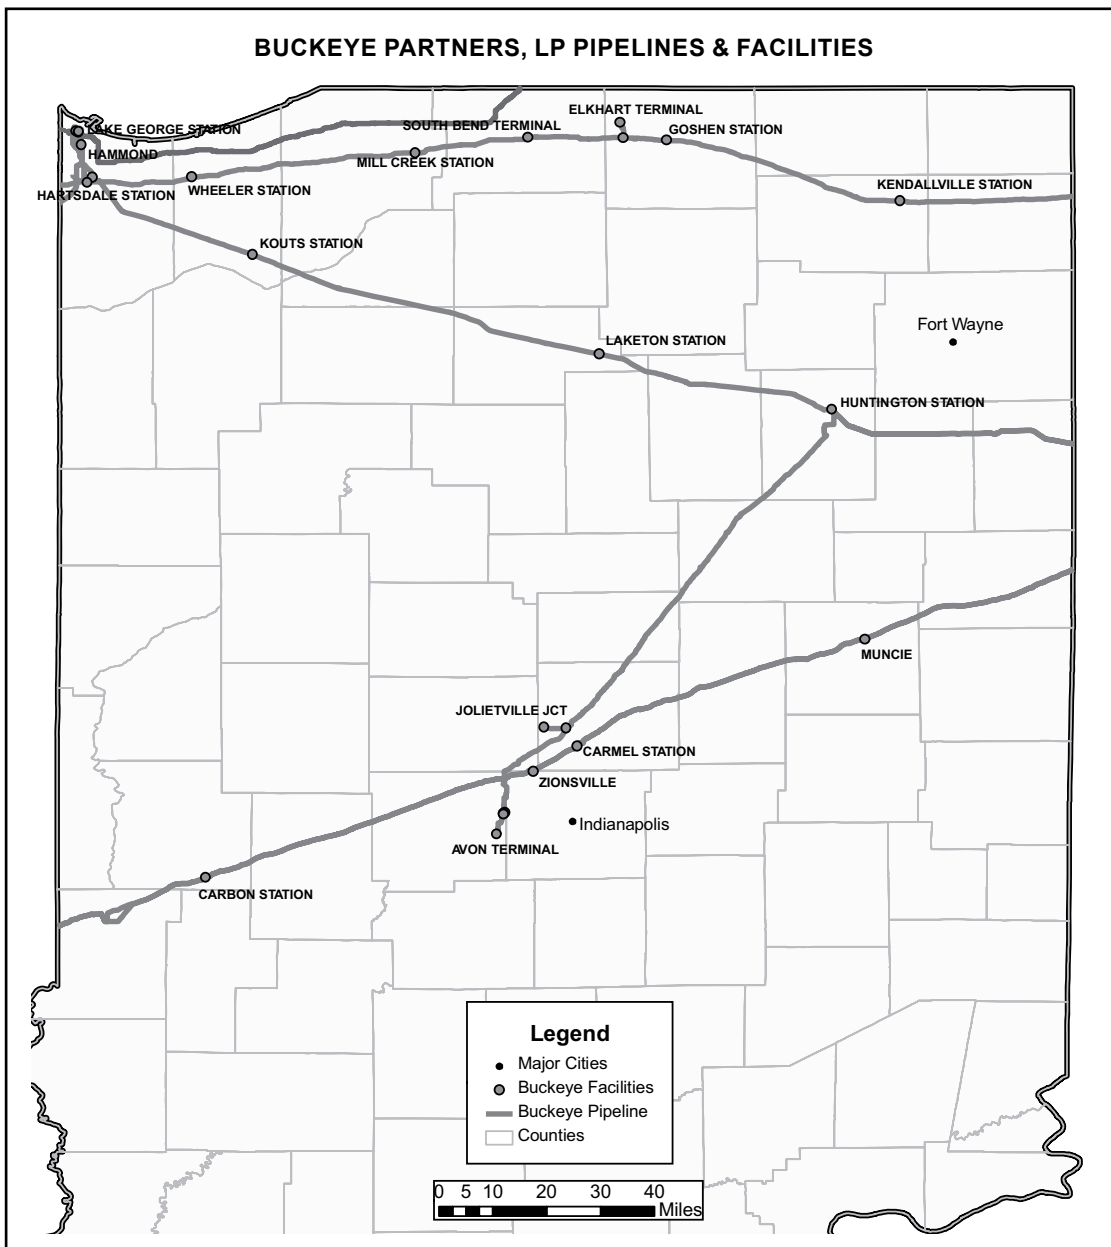 BUCKEYE PARTNERS, LP PIPELINES & FACILITIES
ELKHART TERMINAL
LAKE GEORGE STATION
SOUTH BEND TERMINAL
GOSHEN STATION
HAMMOND
MILL CREEK STATION
KENDALLVILLE STATION
HARTSDALE STATION
WHEELER STATION
KOUTS STATION
Fort Wayne
LAKETON STATION
HUNTINGTON STATION
MUNCIE
JOLIETVILLE JCT
CARMEL STATION
ZIONSVILLE
Indianapolis
AVON TERMINAL
CARBON STATION
Legend
Major Cities
Buckeye Facilities
Buckeye Pipeline
Counties
0 5 10 20 30 40
Miles